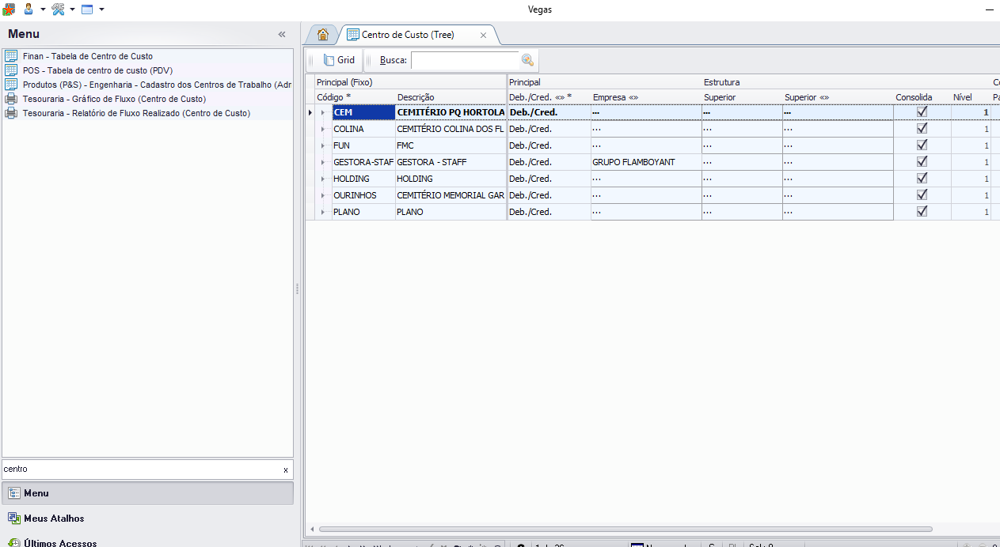 Vegas
Menu «
Finan - Tabela de Centro de Custo
POS - Tabela de centro de custo (PDV)
Produtos (P&S) - Engenharia - Cadastro dos Centros de Trabalho (Adr
Tesouraria - Gráfico de Fluxo (Centro de Custo)
Tesouraria - Relatório de Fluxo Realizado (Centro de Custo)
centro x
Menu
Meus Atalhos
Últimos Acessos
Centro de Custo (Tree)
Grid Busca:
Principal (Fixo) Principal Estrutura
Código * Descrição Deb./Cred. «» * Empresa «» Superior Superior «» Consolida Nível
CEM CEMITÉRIO PQ HORTOLA Deb./Cred. ... ... ... 1
COLINA CEMITÉRIO COLINA DOS FL Deb./Cred. ... ... ... 1
FUN FMC Deb./Cred. ... ... ... 1
GESTORA-STAF GESTORA - STAFF Deb./Cred. GRUPO FLAMBOYANT ... ... 1
HOLDING HOLDING Deb./Cred. ... ... ... 1
OURINHOS CEMITÉRIO MEMORIAL GAR Deb./Cred. ... ... ... 1
PLANO PLANO Deb./Cred. ... ... ... 1